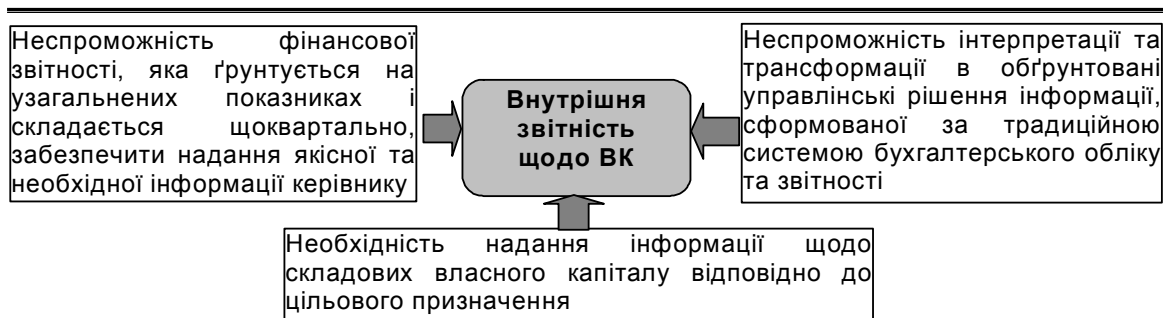 Неспроможність фінансової
звітності, яка ґрунтується на
узагальнених показниках і
складається щоквартально,
забезпечити надання якісної та
необхідної інформації керівнику
Внутрішня
звітність
щодо ВК
Неспроможність інтерпретації та
трансформації в обґрунтовані
управлінські рішення інформації,
сформованої за традиційною
системою бухгалтерського обліку
та звітності
Необхідність надання інформації щодо
складових власного капіталу відповідно до
цільового призначення